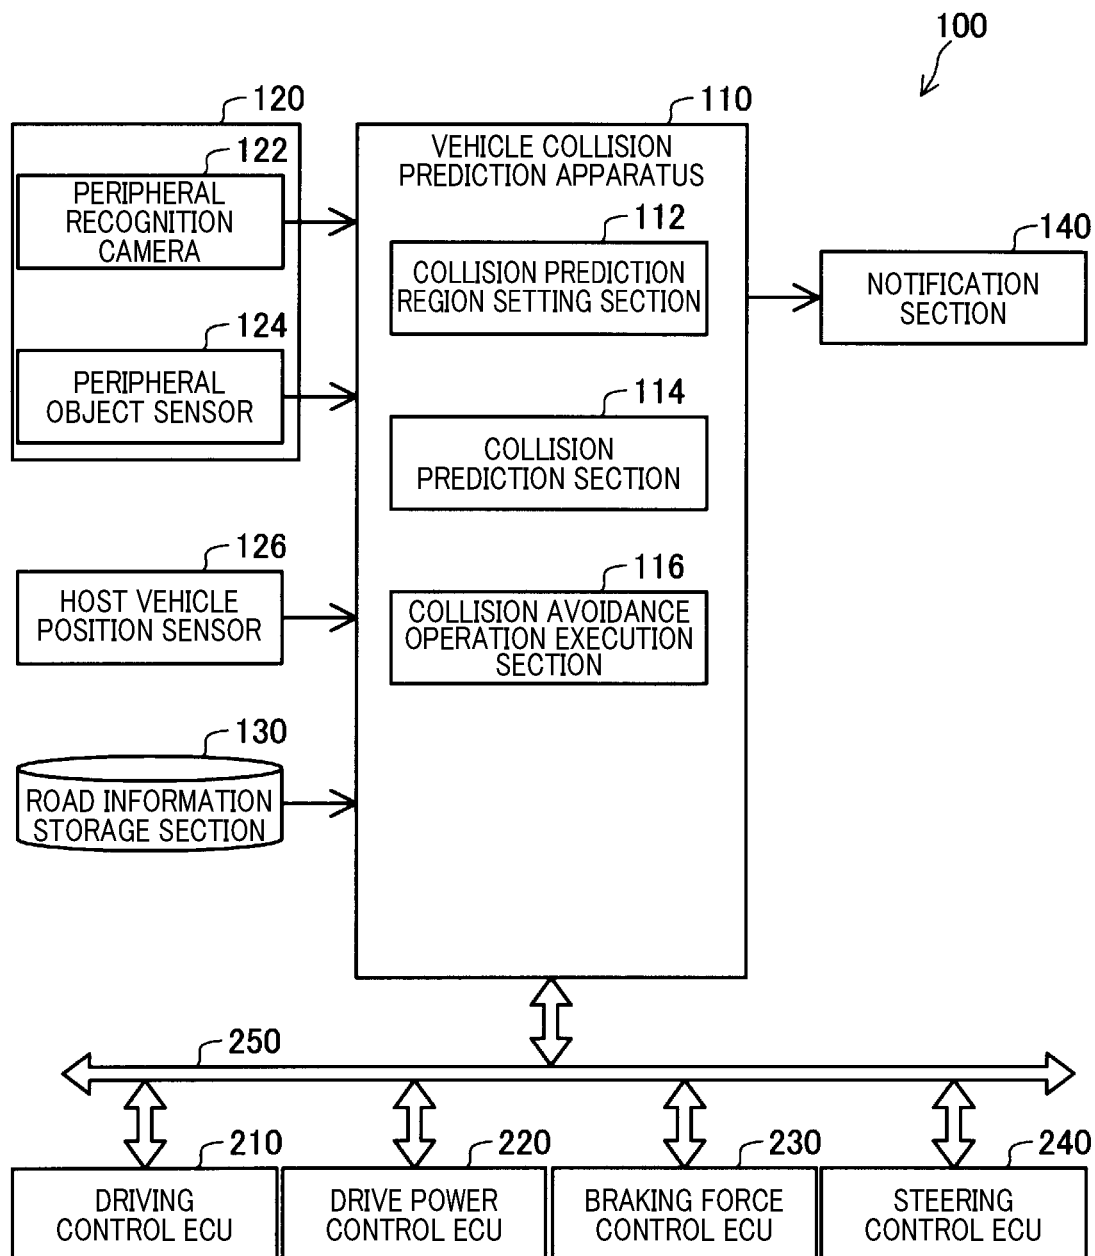 100
120
110
122
PERIPHERAL
RECOGNITION
CAMERA
VEHICLE COLLISION
PREDICTION APPARATUS
112
COLLISION PREDICTION
REGION SETTING SECTION
140
NOTIFICATION
SECTION
124
PERIPHERAL
OBJECT SENSOR
114
COLLISION
PREDICTION SECTION
126
HOST VEHICLE
POSITION SENSOR
116
COLLISION AVOIDANCE
OPERATION EXECUTION
SECTION
130
ROAD INFORMATION
STORAGE SECTION
250
210
DRIVING
CONTROL ECU
220
DRIVE POWER
CONTROL ECU
230
BRAKING FORCE
CONTROL ECU
240
STEERING
CONTROL ECU